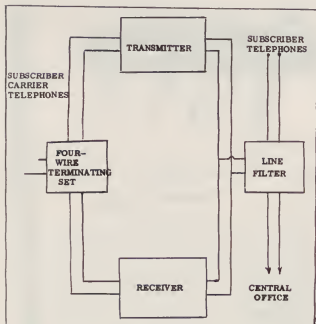 TRANSMITTER
SUBSCRIBER
TELEPHONES
SUBSCRIBER
CARRIER
TELEPHONES
FOUR-
WIRE
TERMINATING
SET
LINE
FILTER
RECEIVER
CENTRAL
OFFICE